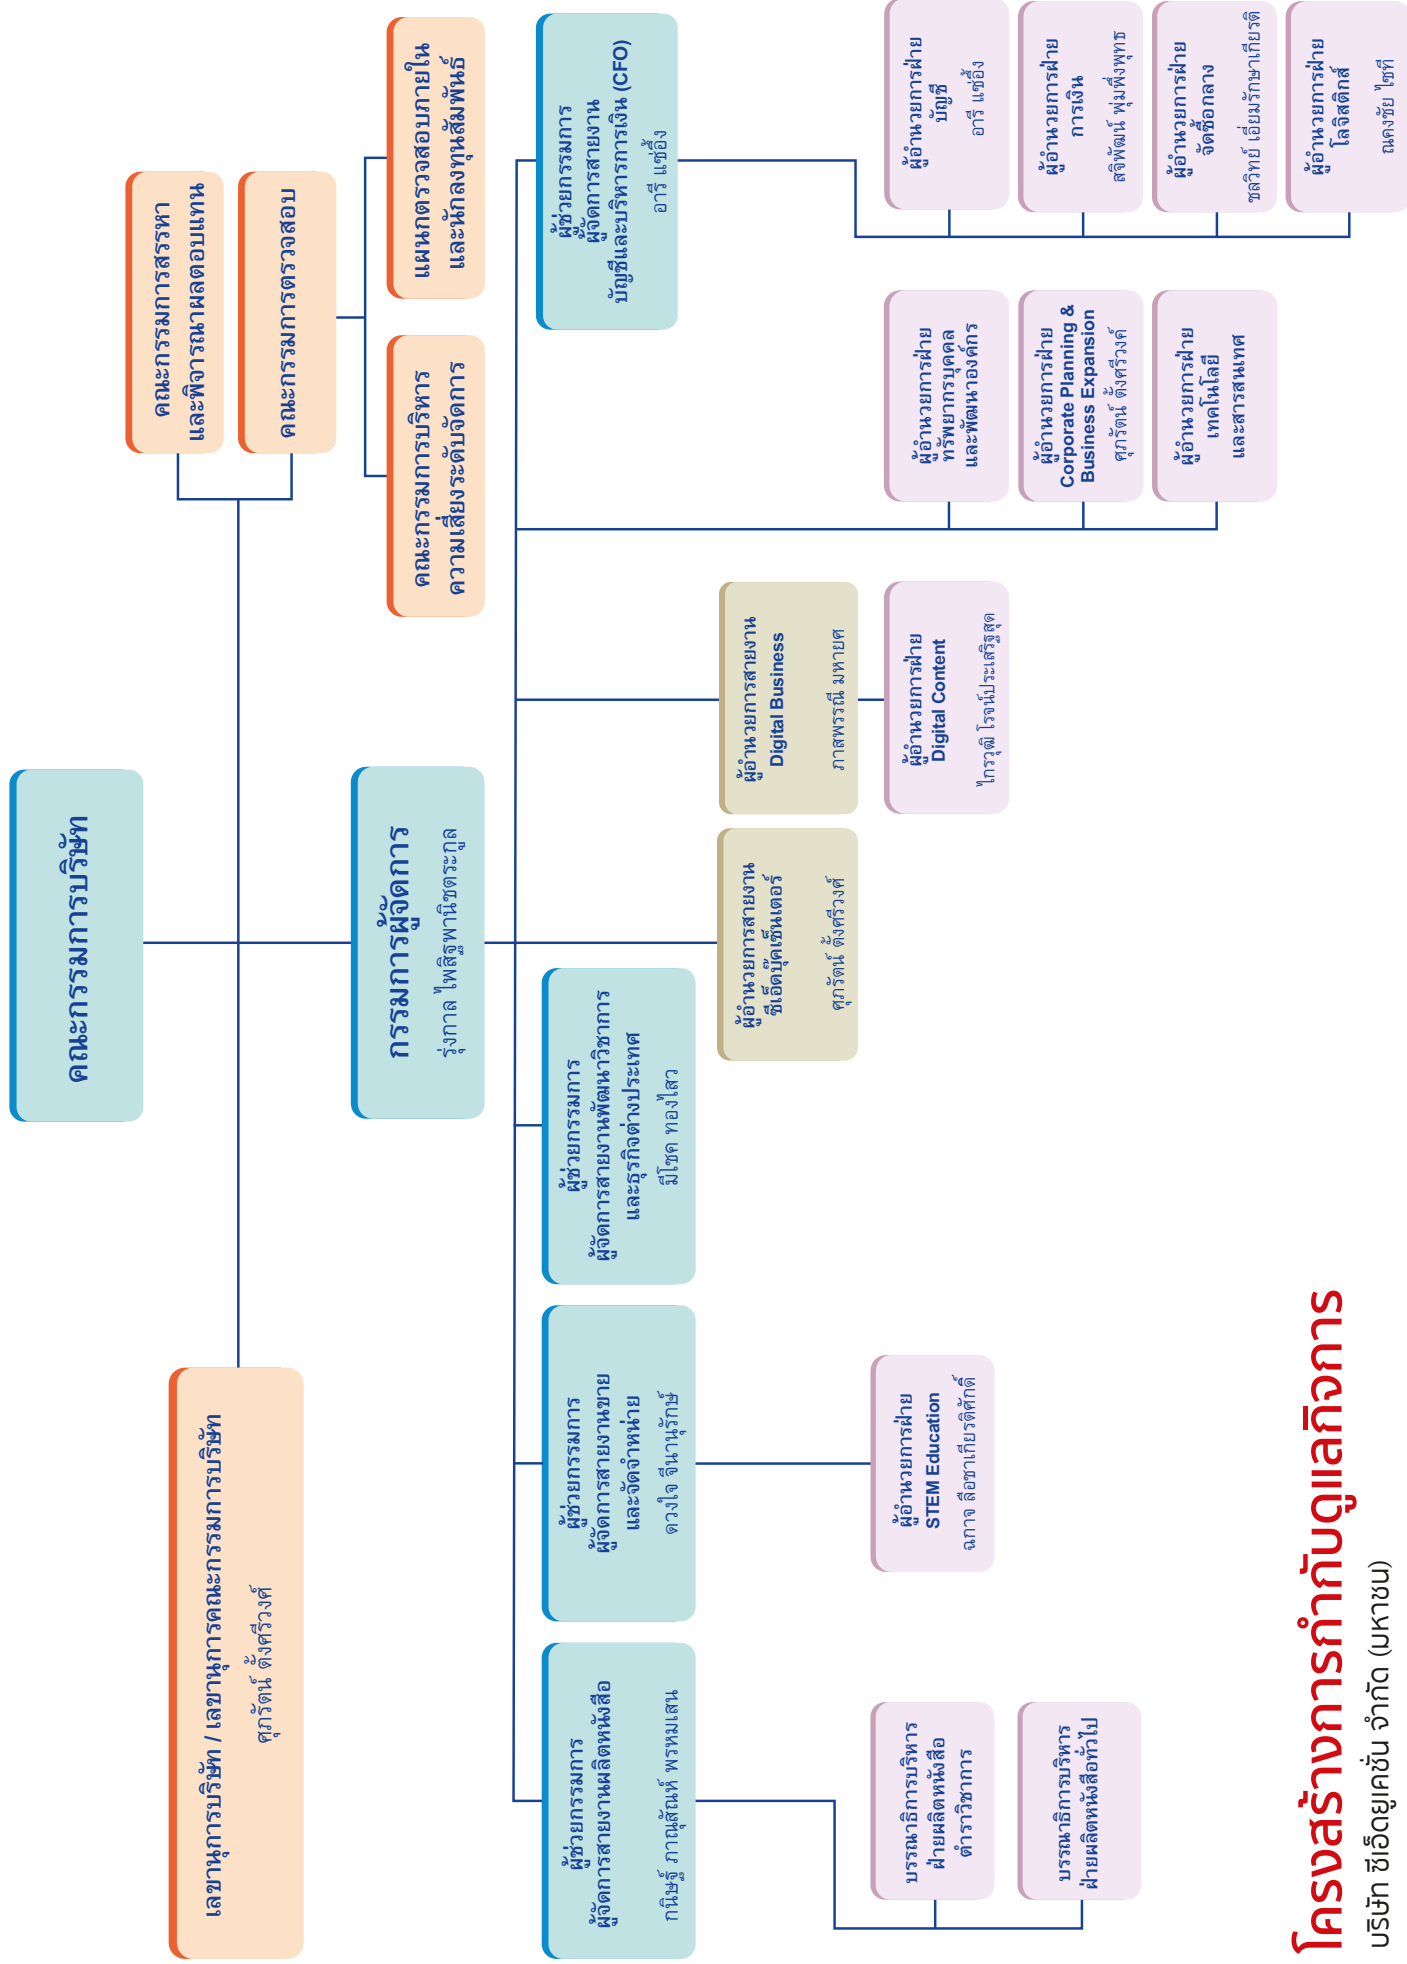 คณะกรรมการบริษัท
คณะกรรมการสรรหา
และพิจารณาผลตอบแทน
คณะกรรมการตรวจสอบ
เลขานุการบริษัท / เลขานุการคณะกรรมการบริษัท
ศุภรัตน์ ตั้งศรีวงศ์
คณะกรรมการบริหาร
ความเสี่ยงระดับจัดการ
แผนกตรวจสอบภายใน
และนักลงทุนสัมพันธ์
กรรมการผู้จัดการ
รุ่งกาล ไพสิฐพานิชตระกูล
ผู้ช่วยกรรมการ
ผู้จัดการสายงานผลิตหนังสือ
กนิษฐ์ ภาณุสัณห์ พรหมเสน
ผู้ช่วยกรรมการ
ผู้จัดการสายงานขาย
และจัดจำหน่าย
ดวงใจ จีนานุรักษ์
ผู้ช่วยกรรมการ
ผู้จัดการสายงานพัฒนาวิชาการ
และธุรกิจต่างประเทศ
มีโชค ทองไสว
ผู้อำนวยการสายงาน
ซีเอ็ดบุ๊คเซ็นเตอร์
ศุภรัตน์ ตั้งศรีวงศ์
ผู้อำนวยการสายงาน
Digital Business
ภาสพรรณี มหายศ
ผู้ช่วยกรรมการ
ผู้จัดการสายงาน
บัญชีและบริหารการเงิน (CFO)
อารี แซ่อึ้ง
บรรณาธิการบริหาร
ฝ่ายผลิตหนังสือ
ตำราวิชาการ
บรรณาธิการบริหาร
ฝ่ายผลิตหนังสือทั่วไป
ผู้อำนวยการฝ่าย
STEM Education
ฉกาจ ลือชาเกียรติศักดิ์
ผู้อำนวยการฝ่าย
Digital Content
ไกรวุฒิ โรจน์ประเสริฐสุด
ผู้อำนวยการฝ่าย
ทรัพยากรบุคคล
และพัฒนาองค์กร
ผู้อำนวยการฝ่าย
Corporate Planning &
Business Expansion
ศุภรัตน์ ตั้งศรีวงศ์
ผู้อำนวยการฝ่าย
เทคโนโลยี
และสารสนเทศ
ผู้อำนวยการฝ่าย
บัญชี
อารี แซ่อึ้ง
ผู้อำนวยการฝ่าย
การเงิน
สจิพัฒน์ พุ่มพึ่งพุทธ
ผู้อำนวยการฝ่าย
จัดซื้อกลาง
ชลวิทย์ เอี่ยมรักษาเกียรติ
ผู้อำนวยการฝ่าย
โลจิสติกส์
ณคงชัย ไชที
โครงสร้างการกำกับดูแลกิจการ
บริษัท ซีเอ็ดยูเคชั่น จำกัด (มหาชน)